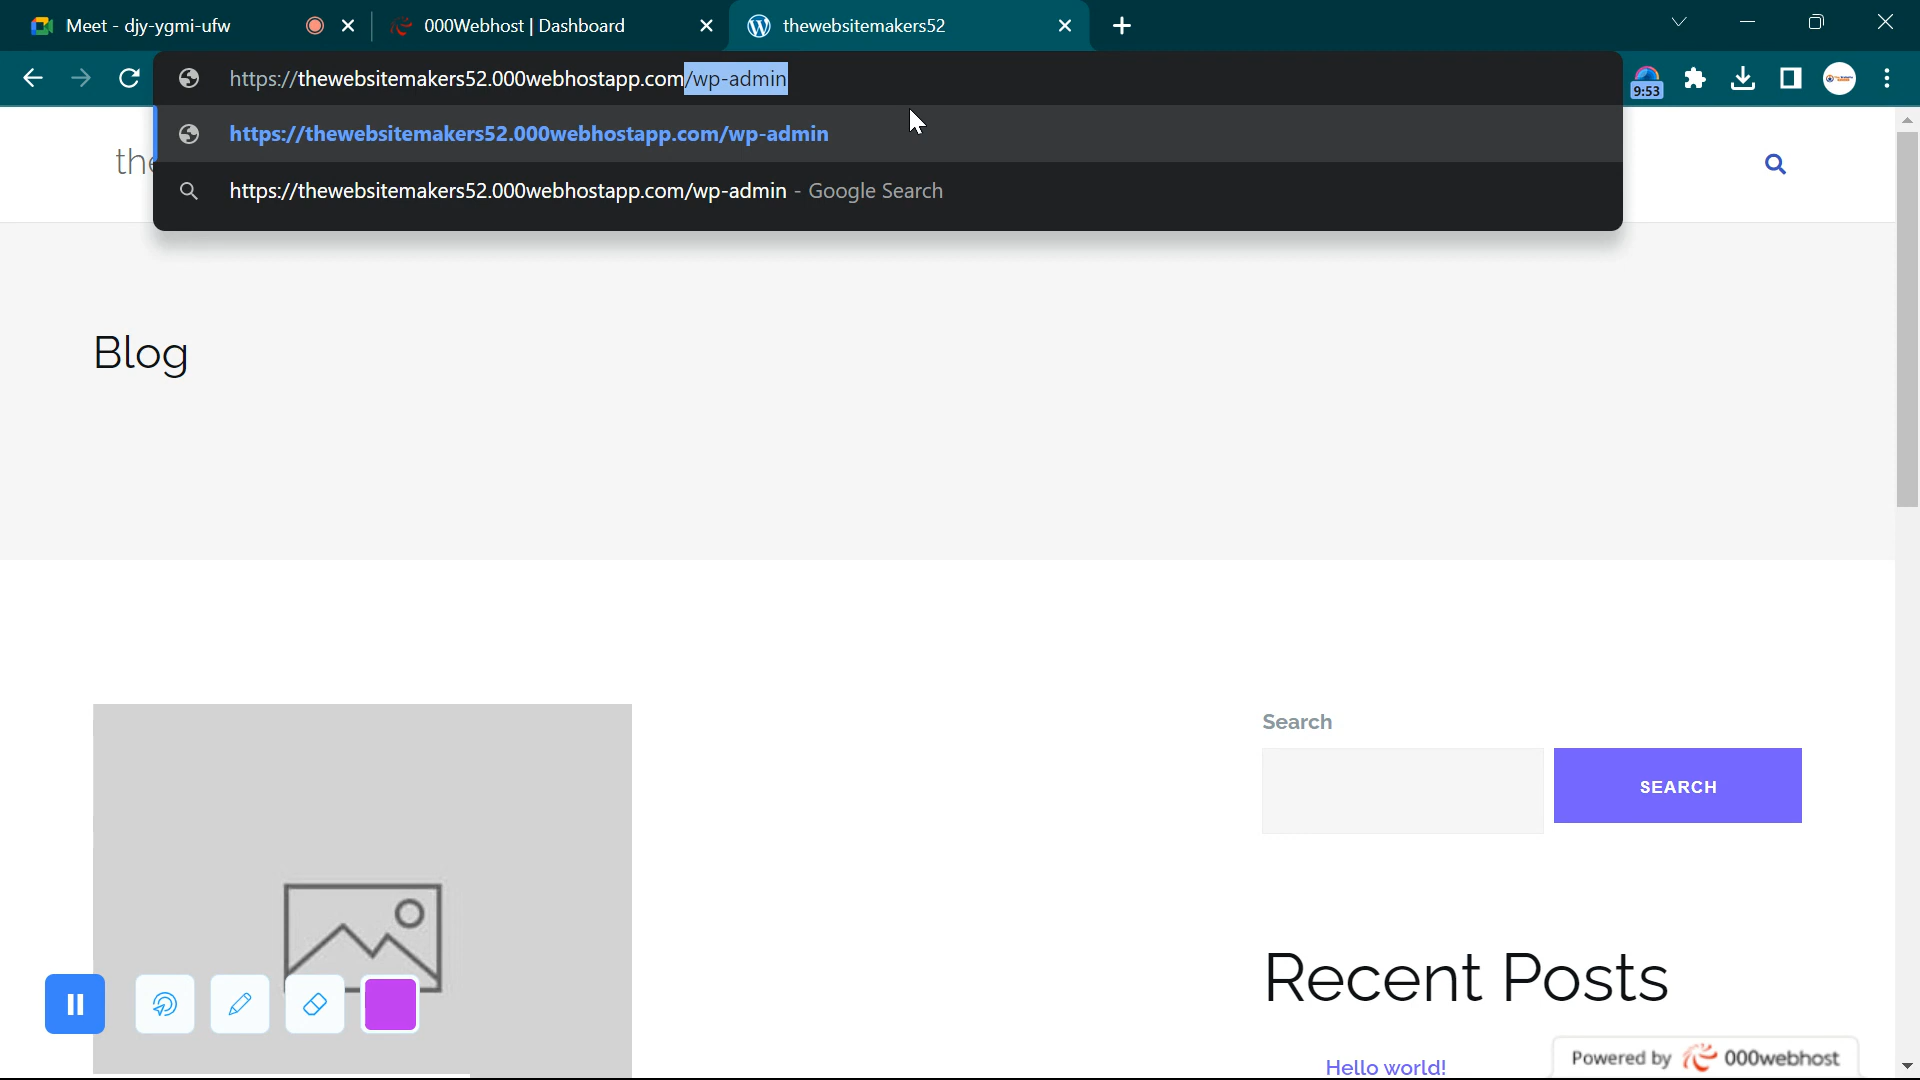 Meet - djy-ygmi-ufw
000Webhost | Dashboard
thewebsitemakers52
https://thewebsitemakers52.000webhostapp.com/wp-admin
9:53
https://thewebsitemakers52.000webhostapp.com/wp-admin
https://thewebsitemakers52.000webhostapp.com/wp-admin - Google Search
the
Blog
Search
SEARCH
Recent Posts
Hello world!
Powered by 000webhost